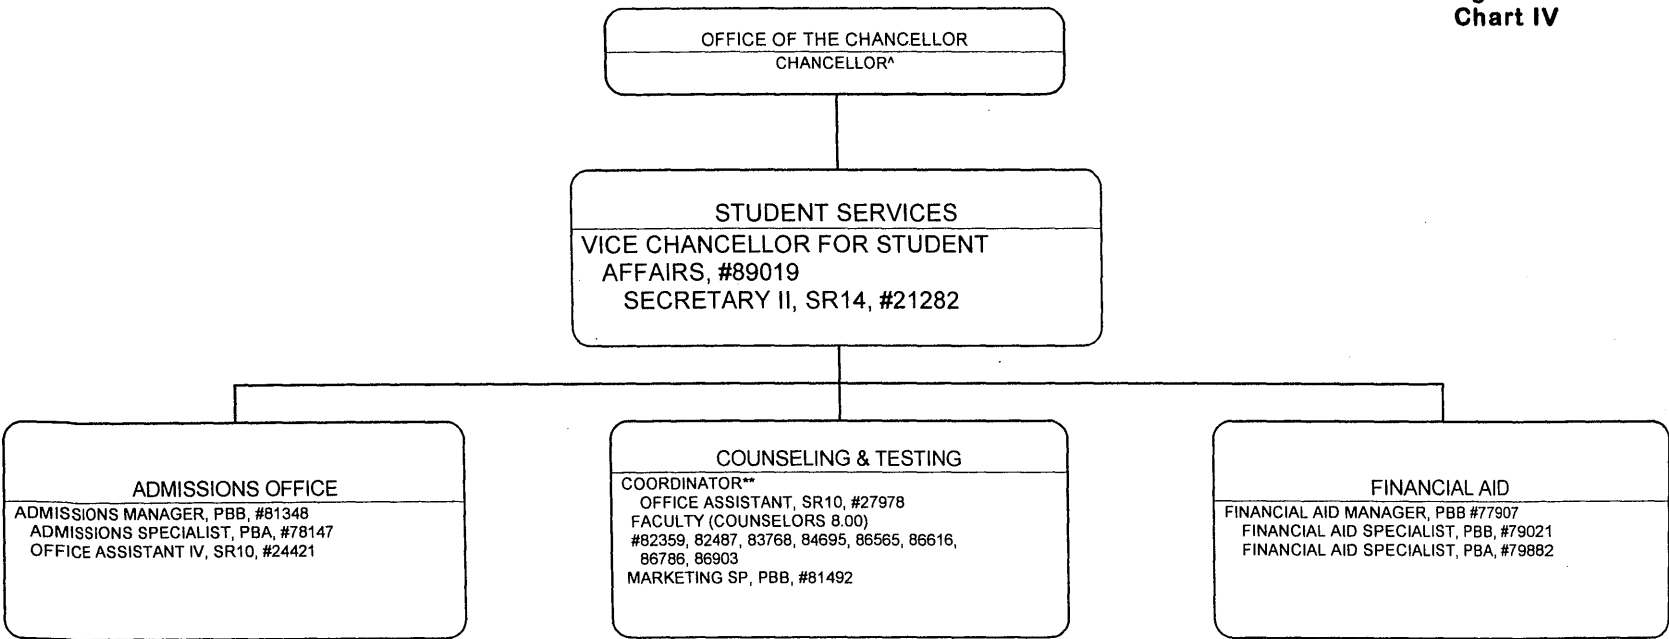 Chart IV
OFFICE OF THE CHANCELLOR
CHANCELLOR^
STUDENT SERVICES
VICE CHANCELLOR FOR STUDENT
AFFAIRS, #89019
SECRETARY II, SR14, #21282
ADMISSIONS OFFICE
ADMISSIONS MANAGER, PBB, #81348
ADMISSIONS SPECIALIST, PBA, #78147
OFFICE ASSISTANT IV, SR10, #24421
COUNSELING & TESTING
COORDINATOR**
OFFICE ASSISTANT, SR10, #27978
FACULTY (COUNSELORS 8.00)
#82359, 82487, 83768, 84695, 86565, 86616,
86786, 86903
MARKETING SP, PBB, #81492
FINANCIAL AID
FINANCIAL AID MANAGER, PBB #77907
FINANCIAL AID SPECIALIST, PBB, #79021
FINANCIAL AID SPECIALIST, PBA, #79882